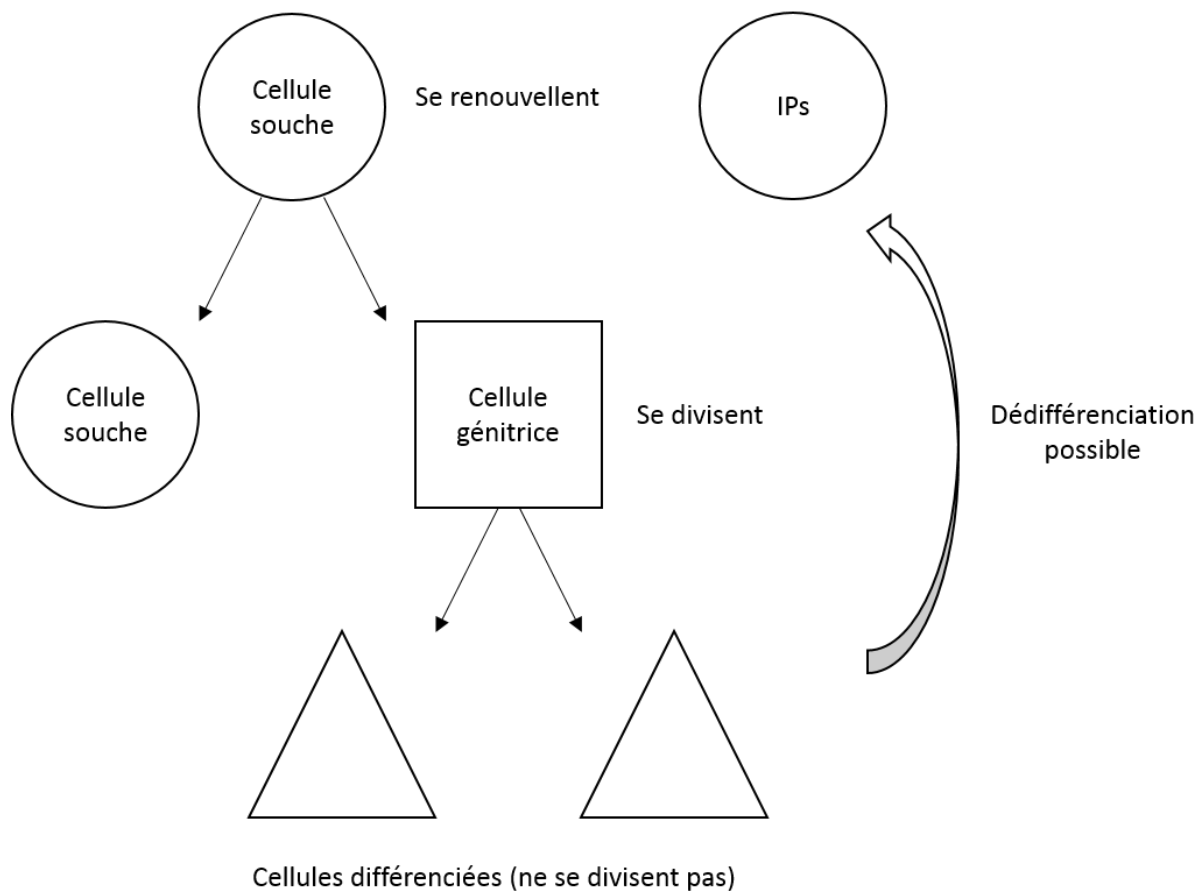 Cellule
souche
Se renouvellent
IPs
Cellule
souche
Cellule
génitrice
Se divisent
Dédifférenciation
possible
Cellules différenciées (ne se divisent pas)